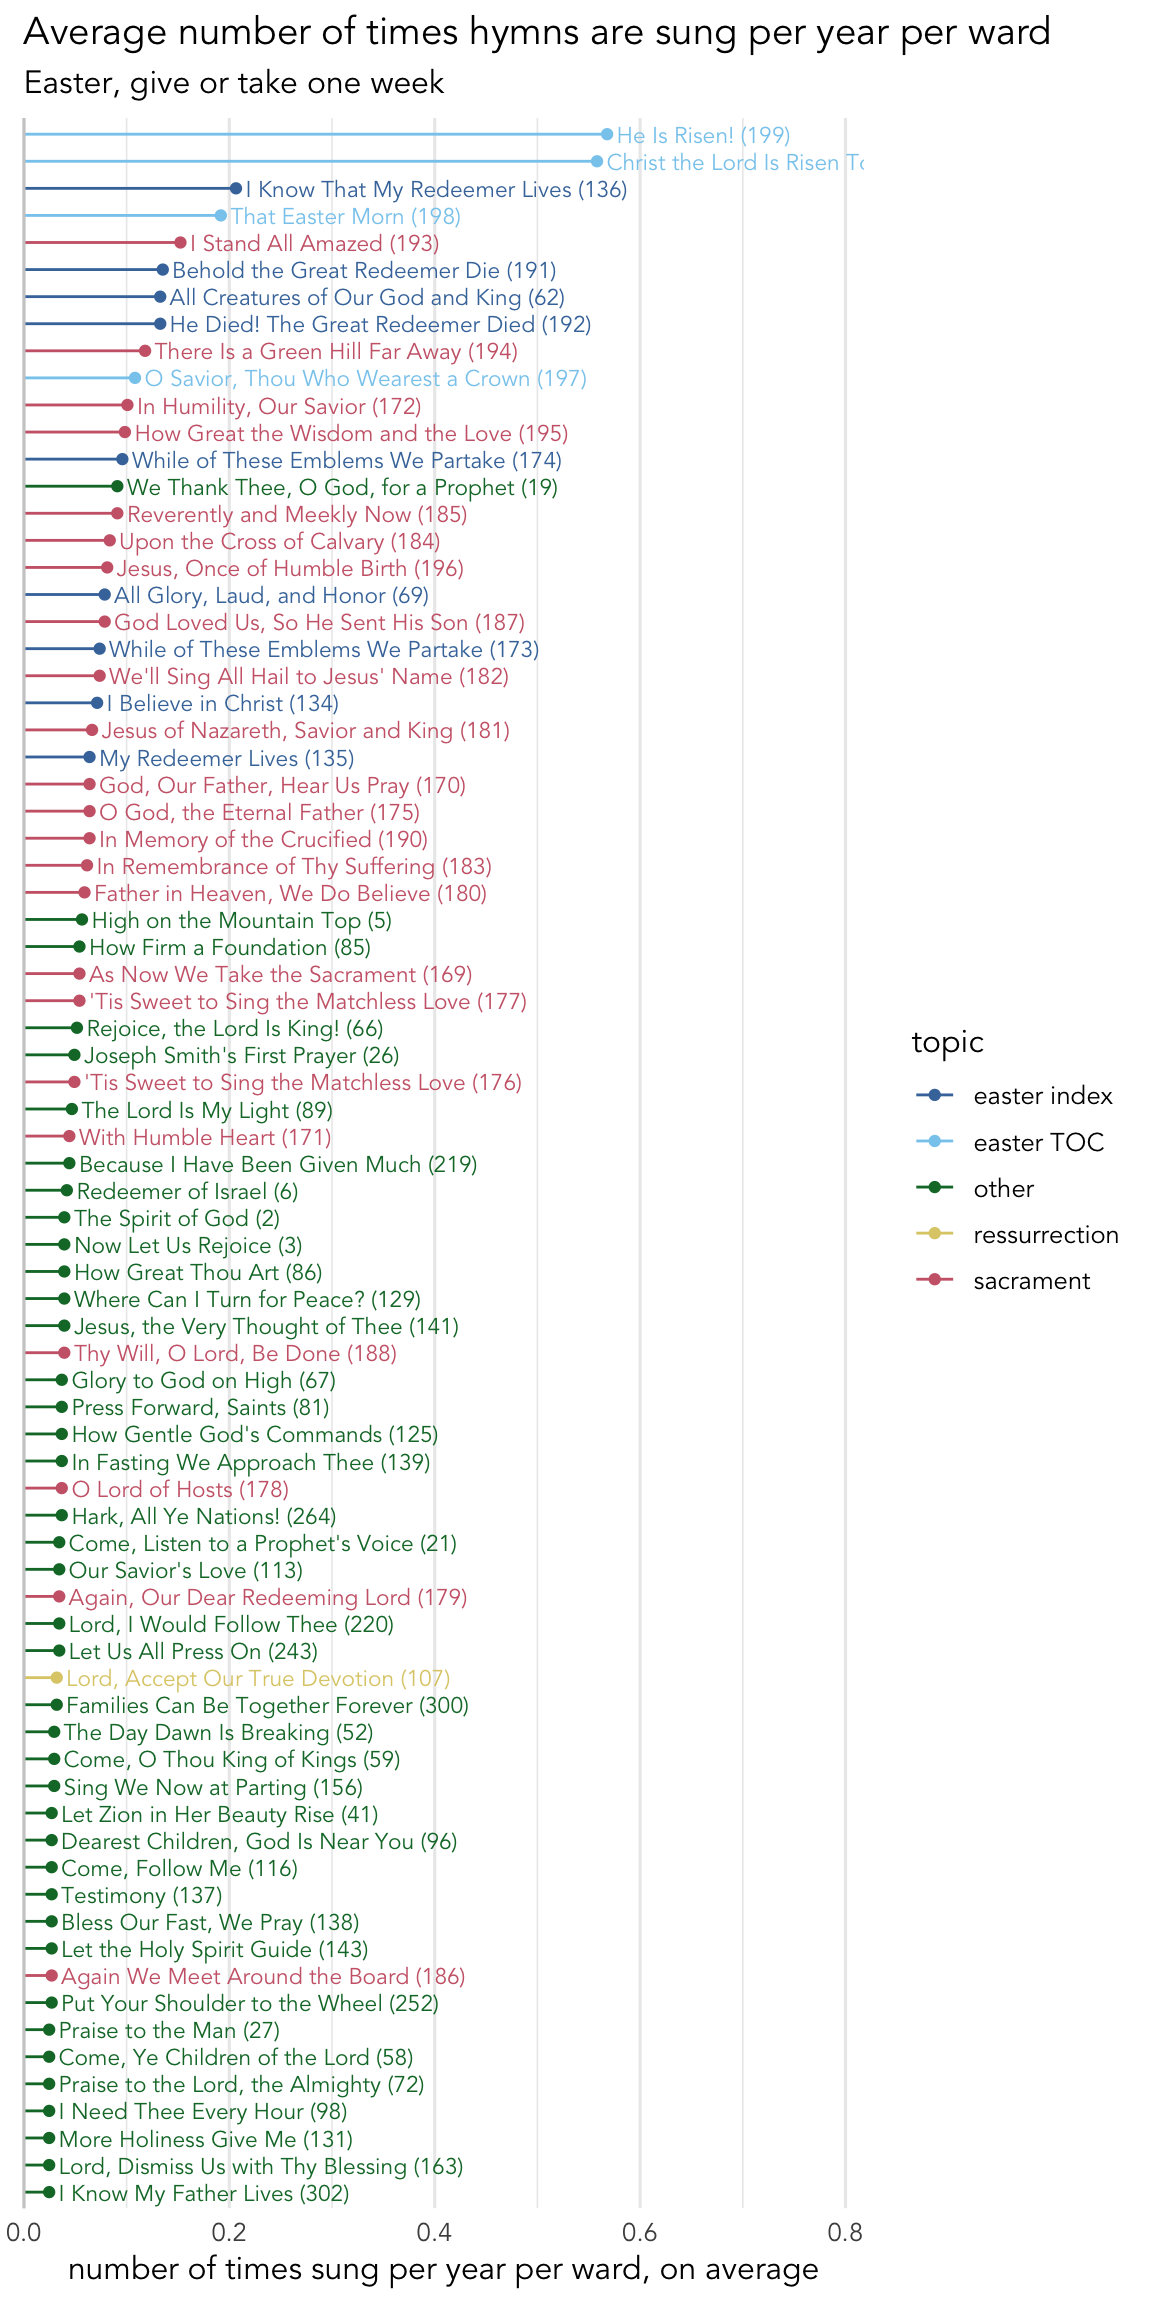 Average number of times hymns are sung per year per ward
Easter, give or take one week
He Is Risen! (199)
Christ the Lord Is Risen
I Know That My Redeemer Lives (136)
That Easter Morn (198)
I Stand All Amazed (193)
Behold the Great Redeemer Die (191)
All Creatures of Our God and King (62)
He Died! The Great Redeemer Died (192)
There Is a Green Hill Far Away (194)
O Savior, Thou Who Wearest a Crown (197)
In Humility, Our Savior (172)
How Great the Wisdom and the Love (195)
While of These Emblems We Partake (174)
We Thank Thee, O God, for a Prophet (19)
Reverently and Meekly Now (185)
Upon the Cross of Calvary (184)
Jesus, Once of Humble Birth (196)
All Glory, Laud, and Honor (69)
God Loved Us, So He Sent His Son (187)
While of These Emblems We Partake (173)
We'll Sing All Hail to Jesus' Name (182)
I Believe in Christ (134)
Jesus of Nazareth, Savior and King (181)
My Redeemer Lives (135)
God, Our Father, Hear Us Pray (170)
O God, the Eternal Father (175)
In Memory of the Crucified (190)
In Remembrance of Thy Suffering (183)
Father in Heaven, We Do Believe (180)
High on the Mountain Top (5)
How Firm a Foundation (85)
As Now We Take the Sacrament (169)
'Tis Sweet to Sing the Matchless Love (177)
Rejoice, the Lord Is King! (66)
Joseph Smith's First Prayer (26)
'Tis Sweet to Sing the Matchless Love (176)
The Lord Is My Light (89)
With Humble Heart (171)
Because I Have Been Given Much (219)
Redeemer of Israel (6)
The Spirit of God (2)
Now Let Us Rejoice (3)
How Great Thou Art (86)
Where Can I Turn for Peace? (129)
Jesus, the Very Thought of Thee (141)
Thy Will, O Lord, Be Done (188)
Glory to God on High (67)
Press Forward, Saints (81)
How Gentle God's Commands (125)
In Fasting We Approach Thee (139)
O Lord of Hosts (178)
Hark, All Ye Nations! (264)
Come, Listen to a Prophet's Voice (21)
Our Savior's Love (113)
Again, Our Dear Redeeming Lord (179)
Lord, I Would Follow Thee (220)
Let Us All Press On (243)
Lord, Accept Our True Devotion (107)
Families Can Be Together Forever (300)
The Day Dawn Is Breaking (52)
Come, O Thou King of Kings (59)
Sing We Now at Parting (156)
Let Zion in Her Beauty Rise (41)
Dearest Children, God Is Near You (96)
Come, Follow Me (116)
Testimony (137)
Bless Our Fast, We Pray (138)
Let the Holy Spirit Guide (143)
Again We Meet Around the Board (186)
Put Your Shoulder to the Wheel (252)
Praise to the Man (27)
Come, Ye Children of the Lord (58)
Praise to the Lord, the Almighty (72)
I Need Thee Every Hour (98)
More Holiness Give Me (131)
Lord, Dismiss Us with Thy Blessing (163)
I Know My Father Lives (302)
0.0 0.2 0.4 0.6 0.8
number of times sung per year per ward, on average
topic
easter index
easter TOC
other
ressurrection
sacrament